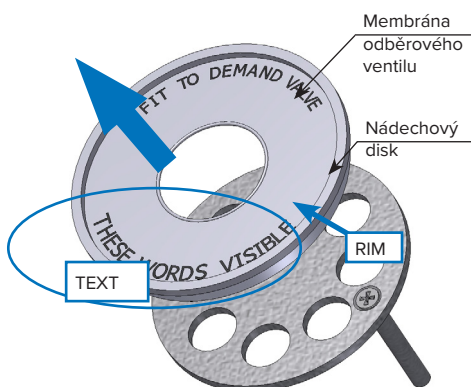 Membrána
odběrového
ventilu
FIT TO DEMAND VALVE
Nádechový
disk
THESE WORDS VISIBLE
RIM
TEXT